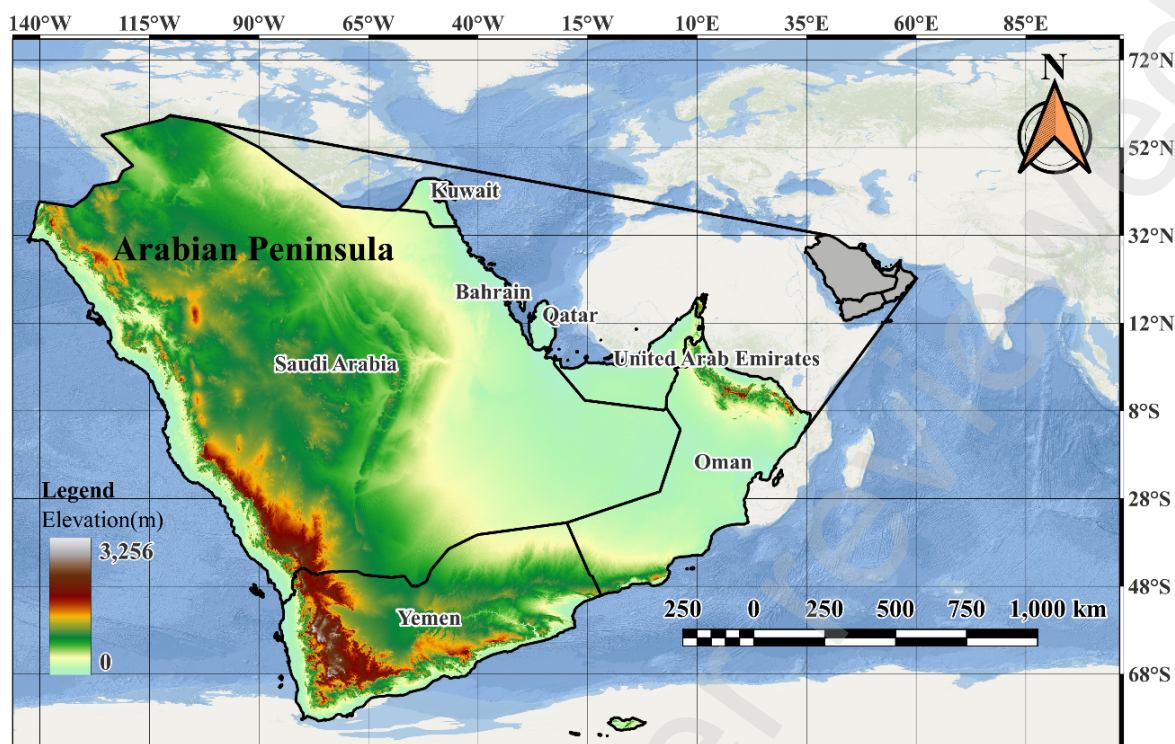 140°W 115°W 90°W 65°W 40°W 15°W 10°E 35°E 60°E 85°E
N
72°N
52°N
32°N
12°N
8°S
28°S
48°S
68°S
Kuwait
Arabian Peninsula
Bahrain
Qatar
Saudi Arabia
United Arab Emirates
Oman
Yemen
Legend
Elevation(m)
3,256
0
250 0 250 500 750 1,000 km
er review